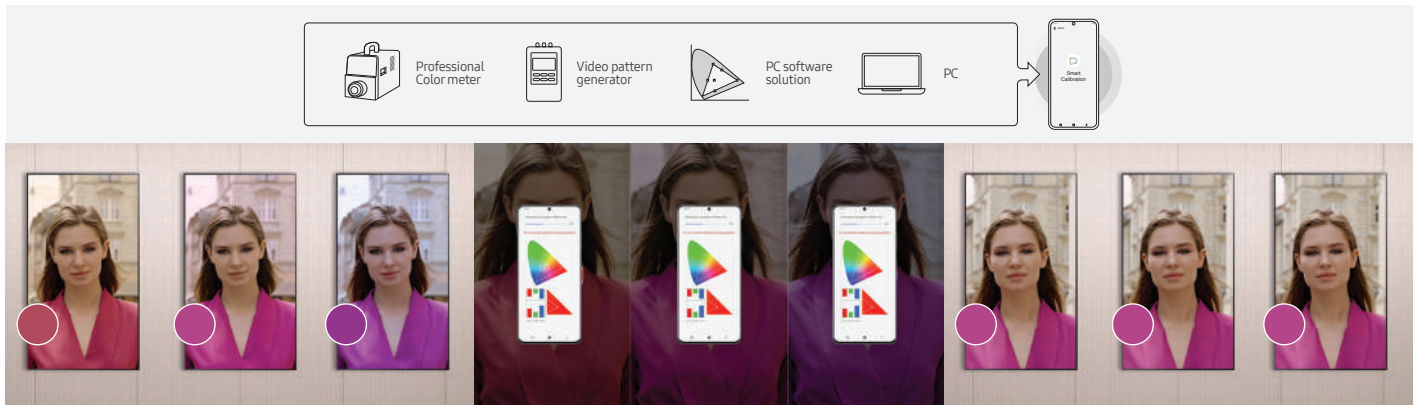 Professional
Color meter
Video pattern
generator
PC software
solution
PC
Smart
Calibration